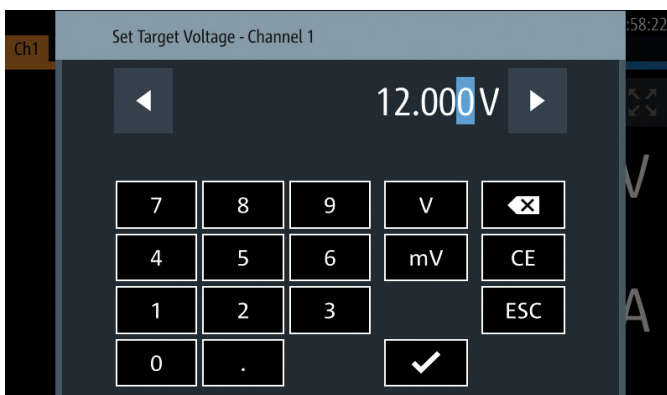 :58:22
Ch1
Set Target Voltage - Channel 1
12.000 V
7 8 9 V
4 5 6 mV CE
1 2 3 ESC
0 .
V
A